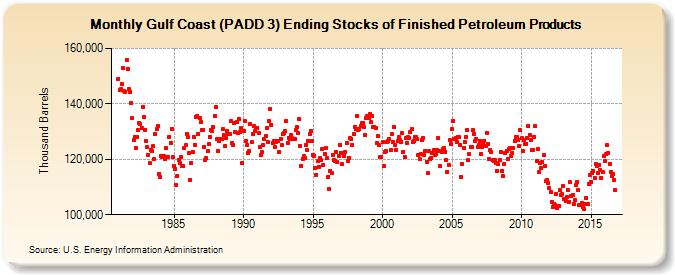 Monthly Gulf Coast (PADD 3) Ending Stocks of Finished Petroleum Products
Thousand Barrels
160,000
140,000
120,000
100,000
1985 1990 1995 2000 2005 2010 2015
Source: U.S. Energy Information Administration